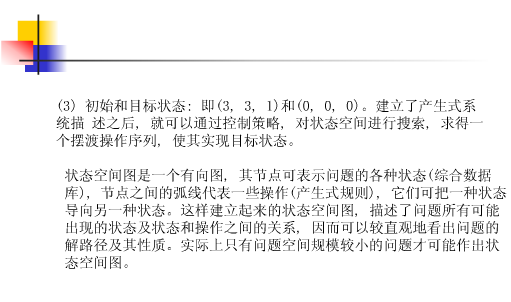 (3) 初始和目标状态: 即(3, 3, 1)和(0, 0, 0)。建立了产生式系
统描 述之后, 就可以通过控制策略, 对状态空间进行搜索, 求得一
个摆渡操作序列, 使其实现目标状态。
状态空间图是一个有向图, 其节点可表示问题的各种状态(综合数据
库), 节点之间的弧线代表一些操作(产生式规则), 它们可把一种状态
导向另一种状态。这样建立起来的状态空间图, 描述了问题所有可能
出现的状态及状态和操作之间的关系, 因而可以较直观地看出问题的
解路径及其性质。实际上只有问题空间规模较小的问题才可能作出状
态空间图。